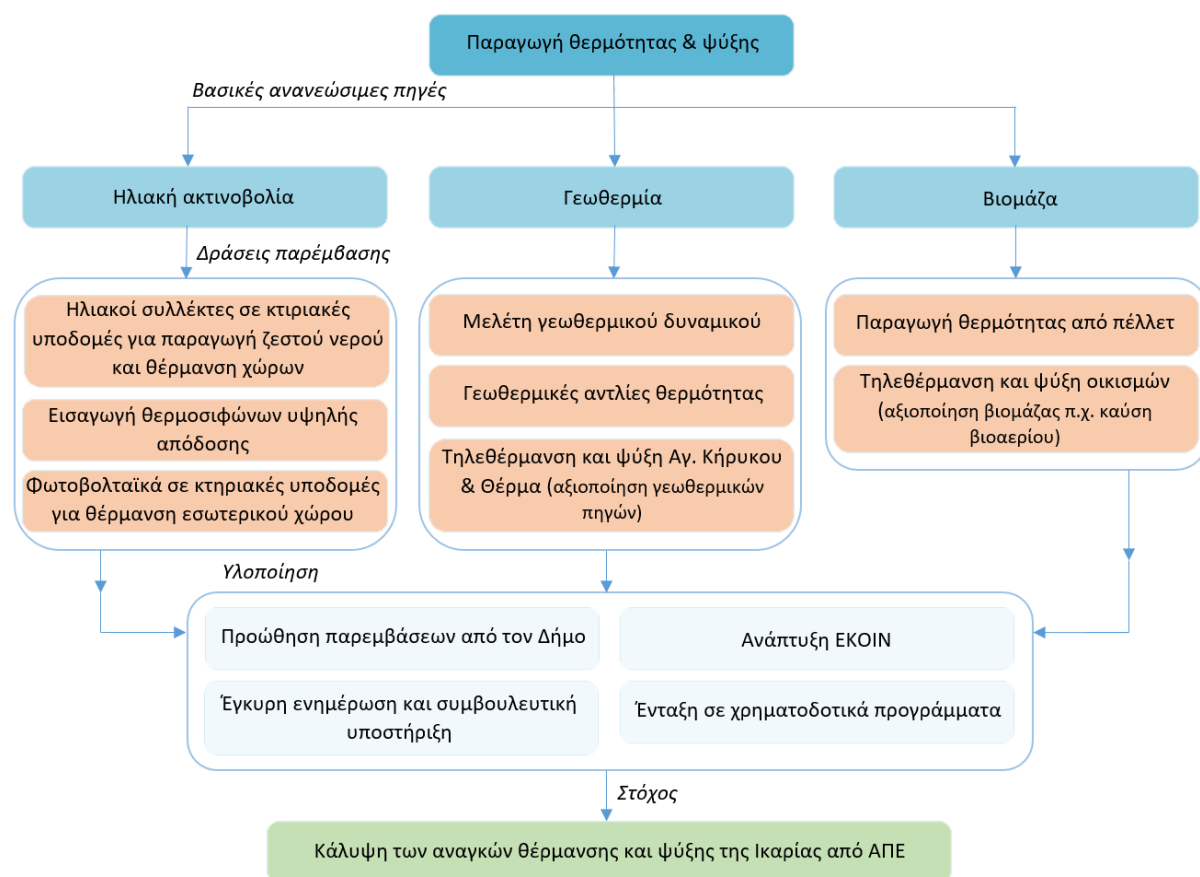 Παραγωγή θερμότητας & ψύξης
Βασικές ανανεώσιμες πηγές
Ηλιακή ακτινοβολία
Γεωθερμία
Βιομάζα
Δράσεις παρέμβασης
Ηλιακοί συλλέκτες σε κτιριακές
υποδομές για παραγωγή ζεστού νερού
και θέρμανση χώρων
Εισαγωγή θερμοσιφώνων υψηλής
απόδοσης
Φωτοβολταϊκά σε κτηριακές υποδομές
για θέρμανση εσωτερικού χώρου
Μελέτη γεωθερμικού δυναμικού
Γεωθερμικές αντλίες θερμότητας
Τηλεθέρμανση και ψύξη Αγ. Κήρυκου
& Θέρμα (αξιοποίηση γεωθερμικών
πηγών)
Παραγωγή θερμότητας από πέλλετ
Τηλεθέρμανση και ψύξη οικισμών
(αξιοποίηση βιομάζας π.χ. καύση
βιοαερίου)
Υλοποίηση
Προώθηση παρεμβάσεων από τον Δήμο
Ανάπτυξη ΕΚΟΙΝ
Έγκυρη ενημέρωση και συμβουλευτική
υποστήριξη
Ένταξη σε χρηματοδοτικά προγράμματα
Στόχος
Κάλυψη των αναγκών θέρμανσης και ψύξης της Ικαρίας από ΑΠΕ